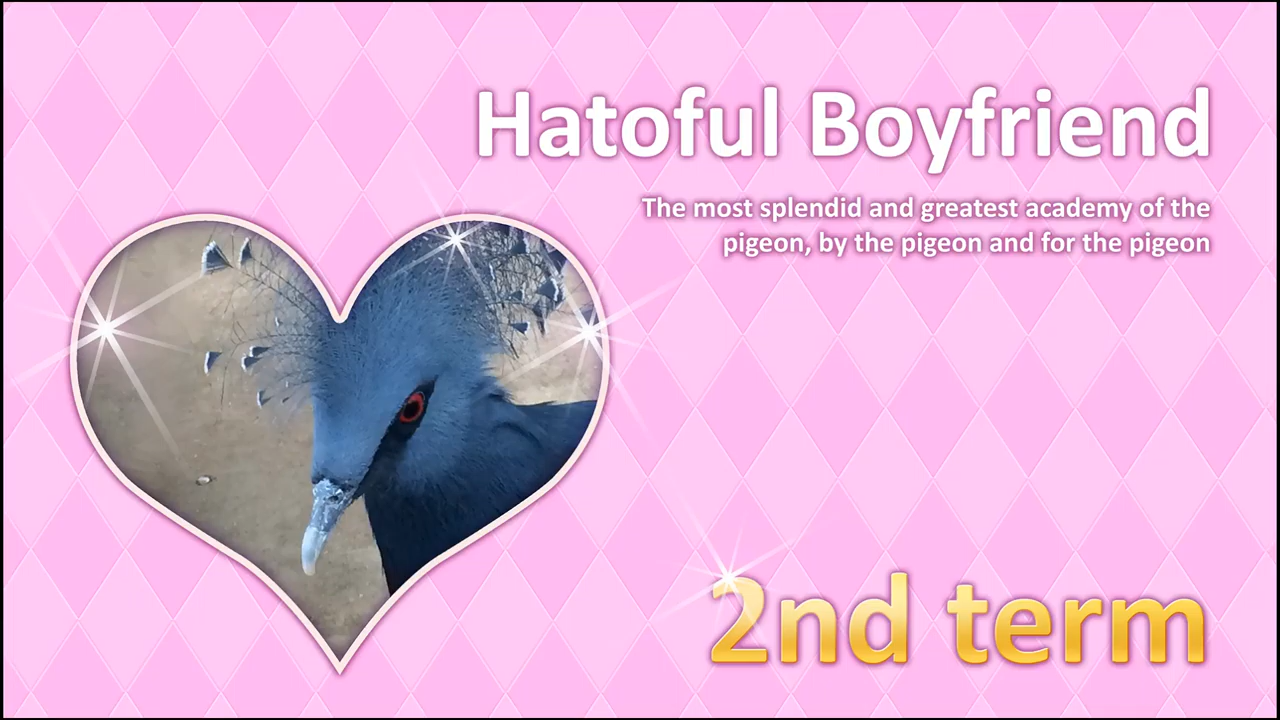 Hatoful Boyfriend
The most splendid and greatest academy of the
pigeon, by the pigeon and for the pigeon
2nd term